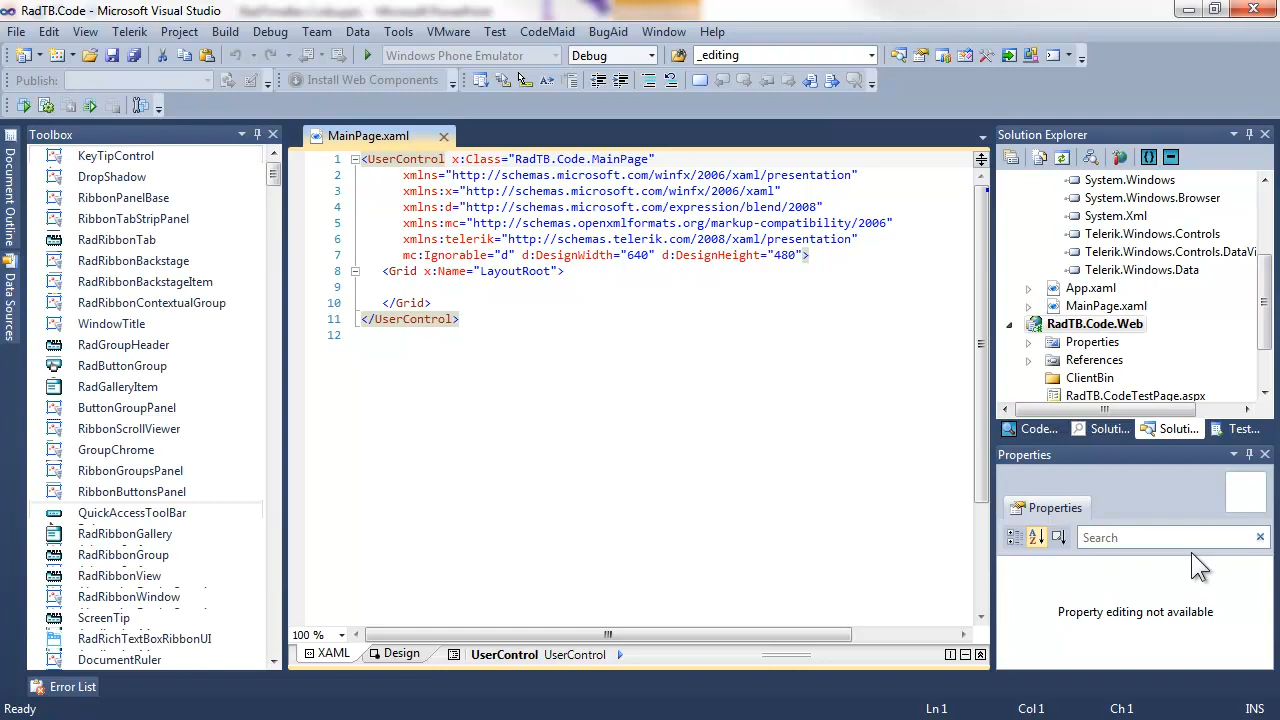 RadTB.Code - Microsoft Visual Studio
File Edit View Telerik Project Build Debug Team Data Tools VMware Test CodeMaid BugAid Window Help
Windows Phone Emulator Debug _editing
Publish: Install Web Components
Document Outline
Data Sources
Toolbox
KeyTipControl
DropShadow
RibbonPanelBase
RibbonTabStripPanel
RadRibbonTab
RadRibbonBackstage
RadRibbonBackstageItem
RadRibbonContextualGroup
WindowTitle
RadGroupHeader
RadButtonGroup
RadGalleryItem
ButtonGroupPanel
RibbonScrollViewer
GroupChrome
RibbonGroupsPanel
RibbonButtonsPanel
QuickAccessToolBar
RadRibbonGallery
RadRibbonGroup
RadRibbonView
RadRibbonWindow
ScreenTip
RadRichTextBoxRibbonUI
DocumentRuler
MainPage.xaml
1 <UserControl x:Class="RadTB.Code.MainPage"
2 xmlns="http://schemas.microsoft.com/winfx/2006/xaml/presentation"
3 xmlns:x="http://schemas.microsoft.com/winfx/2006/xaml"
4 xmlns:d="http://schemas.microsoft.com/expression/blend/2008"
5 xmlns:mc="http://schemas.openxmlformats.org/markup-compatibility/2006"
6 xmlns:telerik="http://schemas.telerik.com/2008/xaml/presentation"
7 mc:Ignorable="d" d:DesignWidth="640" d:DesignHeight="480">
8 <Grid x:Name="LayoutRoot">
9
10 </Grid>
11 </UserControl>
12
100 %
XAML Design UserControl UserControl
Solution Explorer
System.Windows
System.Windows.Browser
System.Xml
Telerik.Windows.Controls
Telerik.Windows.Controls.DataVi
Telerik.Windows.Data
App.xaml
MainPage.xaml
RadTB.Code.Web
Properties
References
ClientBin
RadTB.CodeTestPage.aspx
Code... Soluti... Soluti... Test...
Properties
Properties
Search
Property editing not available
Error List
Ready Ln 1 Col 1 Ch 1 INS